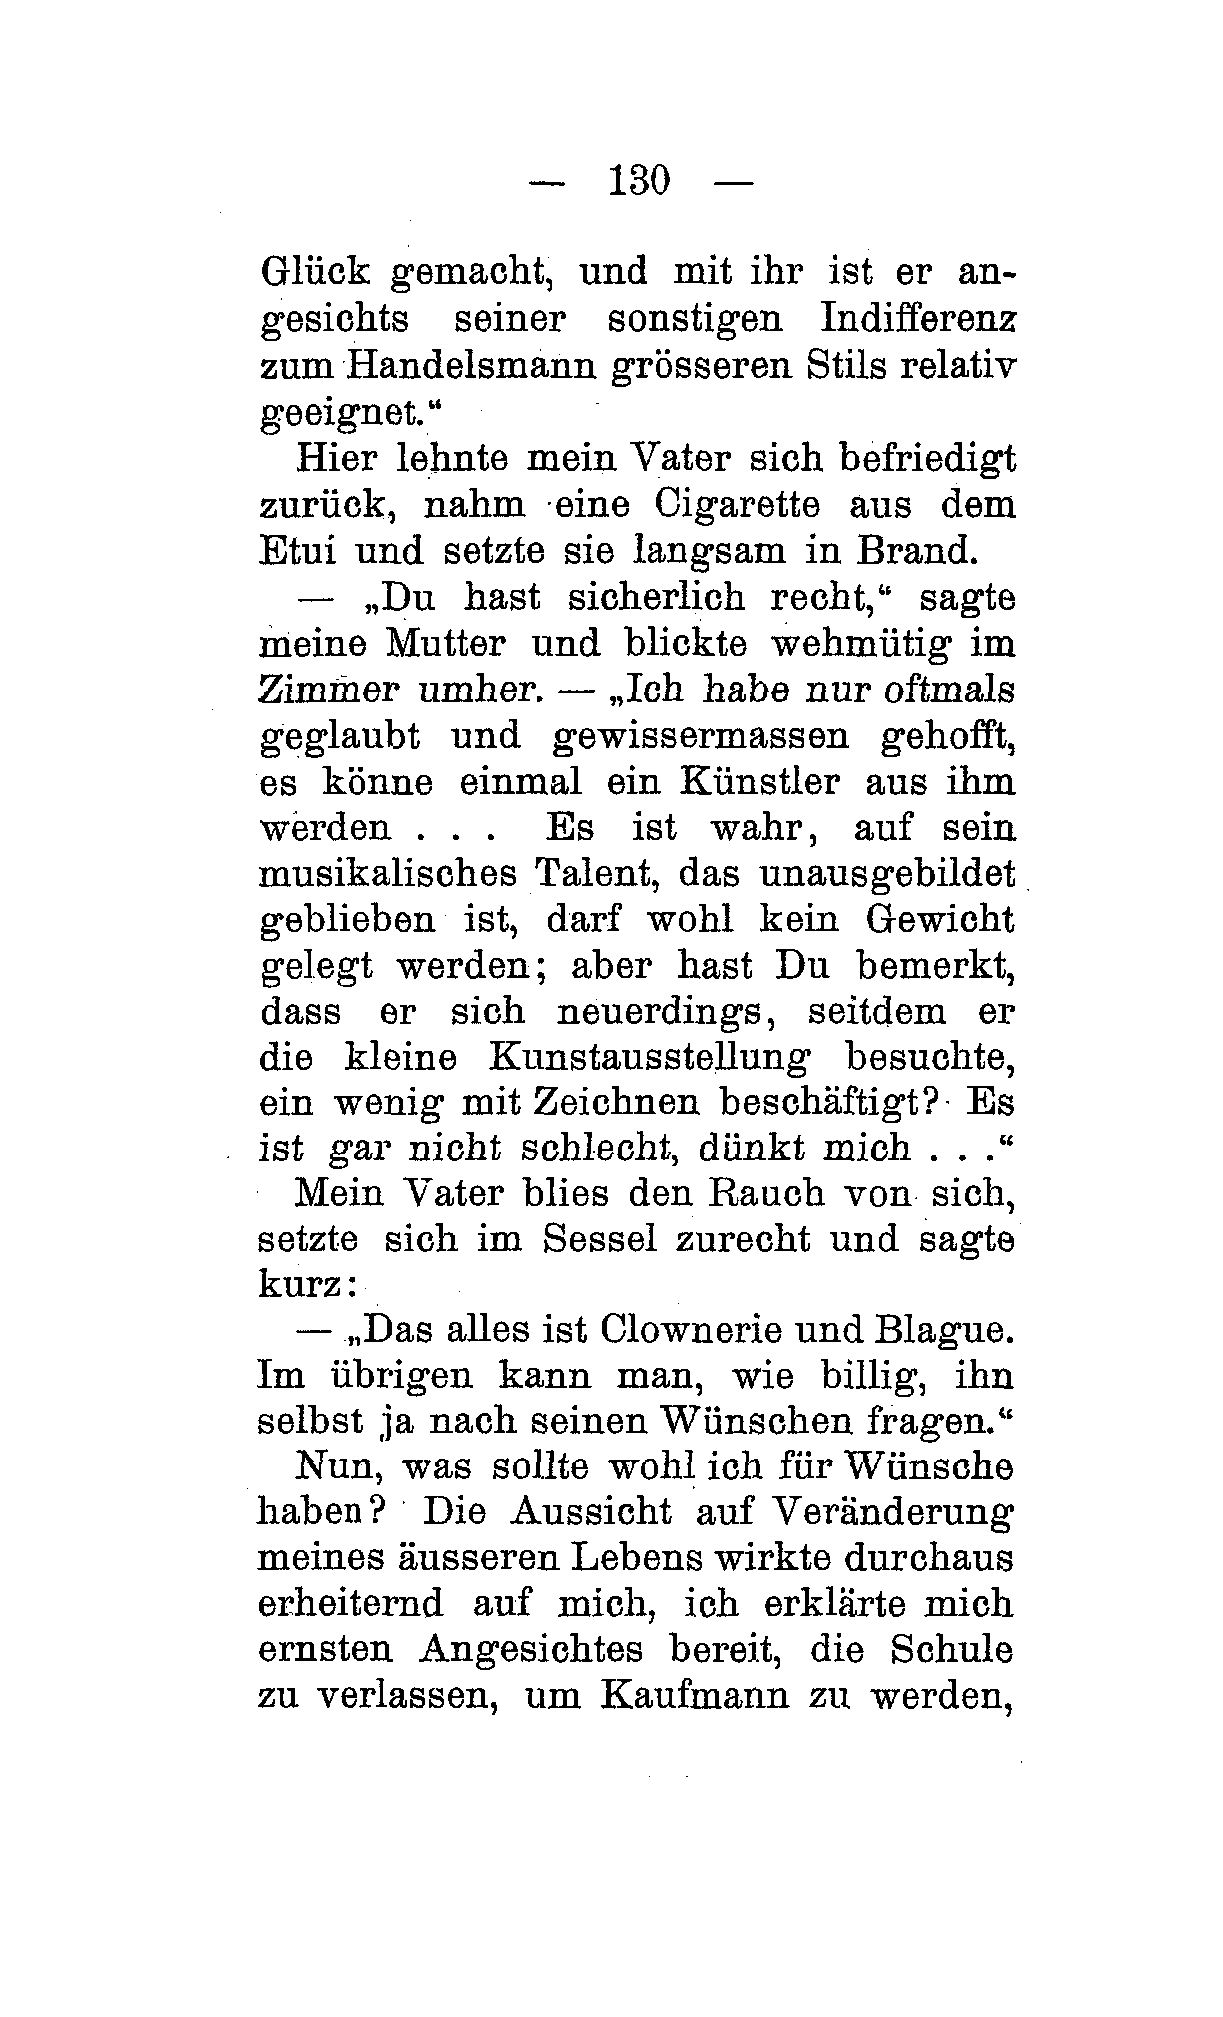 — 130 —
Glück gemacht, und mit ihr ist er an-
gesichts seiner sonstigen Indifferenz
zum Handelsmann grösseren Stils relativ
geeignet.“
Hier lehnte mein Vater sich befriedigt
zurück, nahm eine Cigarette aus dem
Etui und setzte sie langsam in Brand.
— „Du hast sicherlich recht,“ sagte
meine Mutter und blickte wehmütig im
Zimmer umher. — „Ich habe nur oftmals
geglaubt und gewissermassen gehofft,
es könne einmal ein Künstler aus ihm
werden . . . Es ist wahr, auf sein
musikalisches Talent, das unausgebildet
geblieben ist, darf wohl kein Gewicht
gelegt werden; aber hast Du bemerkt,
dass er sich neuerdings, seitdem er
die kleine Kunstausstellung besuchte,
ein wenig mit Zeichnen beschäftigt? Es
ist gar nicht schlecht, dünkt mich . . .“
Mein Vater blies den Rauch von sich,
setzte sich im Sessel zurecht und sagte
kurz:
— „Das alles ist Clownerie und Blague.
Im übrigen kann man, wie billig, ihn
selbst ja nach seinen Wünschen fragen.“
Nun, was sollte wohl ich für Wünsche
haben? Die Aussicht auf Veränderung
meines äusseren Lebens wirkte durchaus
erheiternd auf mich, ich erklärte mich
ernsten Angesichtes bereit, die Schule
zu verlassen, um Kaufmann zu werden,